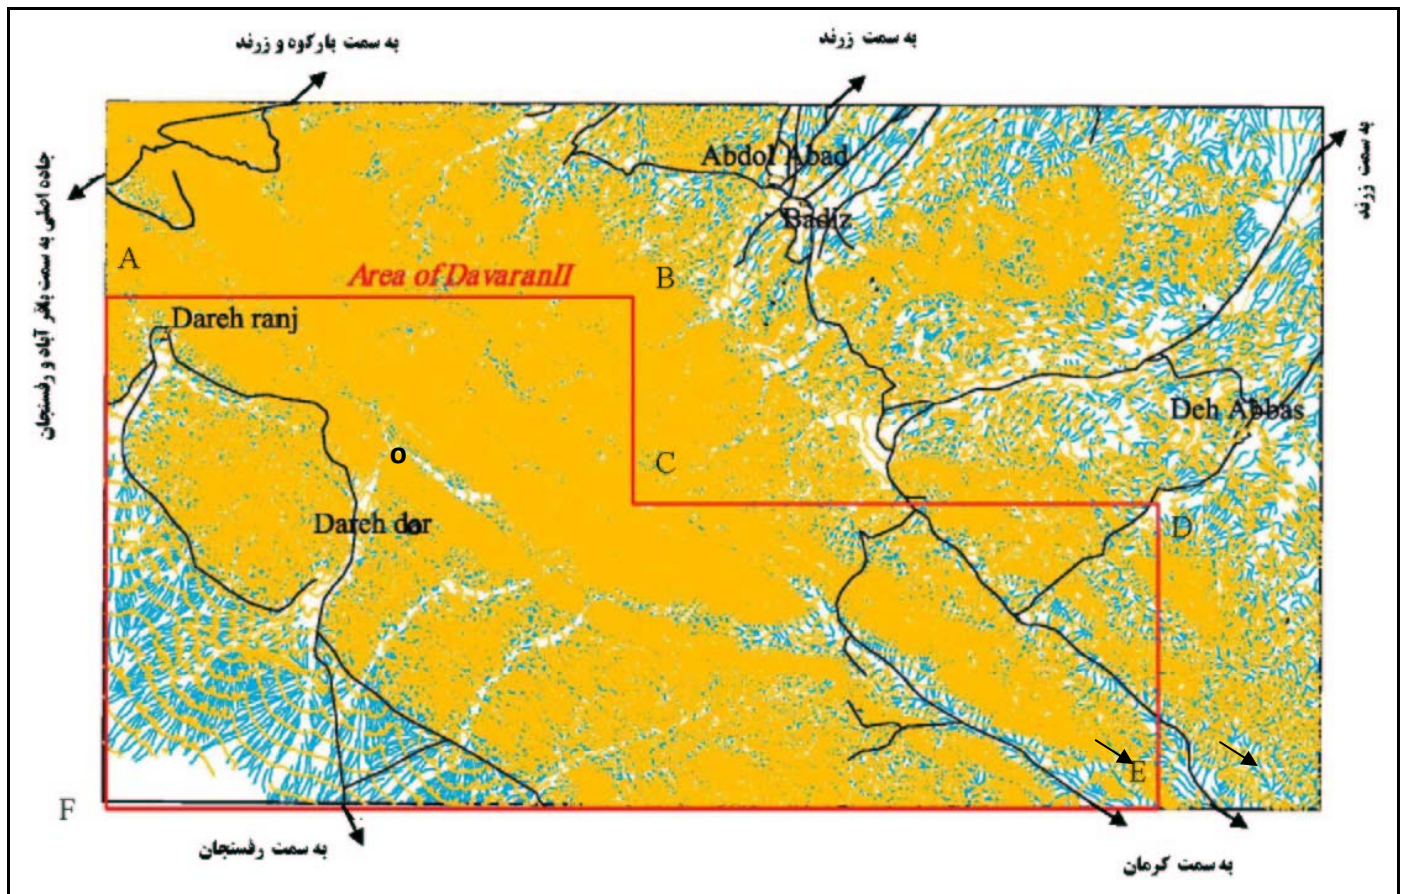 به سمت بارکوه و زرند
به سمت زرند
به سمت زرند
جاده اصلی به سمت باقر آباد و رفسنجان
Abdol Abad
Badiz
A
Area of DavaranII
B
Dareh ranj
Deh Abbas
o
C
Dareh dar
D
E
F
به سمت رفسنجان
به سمت کرمان